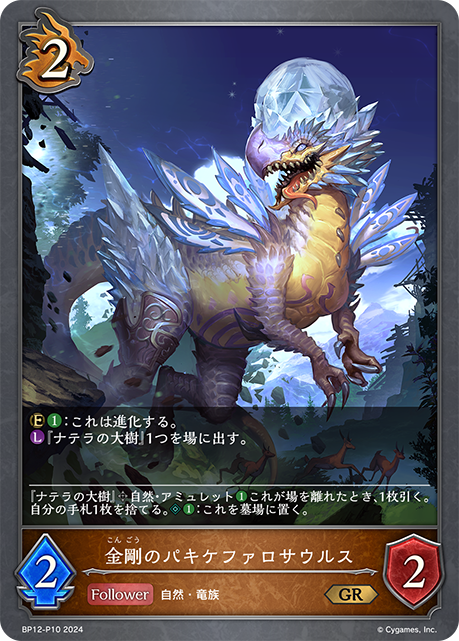 2
E 1：これは進化する。
L 『ナテラの大樹』1つを場に出す。
『ナテラの大樹』：自然・アミュレット 1 これが場を離れたとき、1枚引く。
自分の手札1枚を捨てる。 1：これを墓場に置く。
こん ごう
金剛のパキケファロサウルス
2
Follower 自然・竜族 GR
2
BP12-P10 2024 © Cygames, Inc.